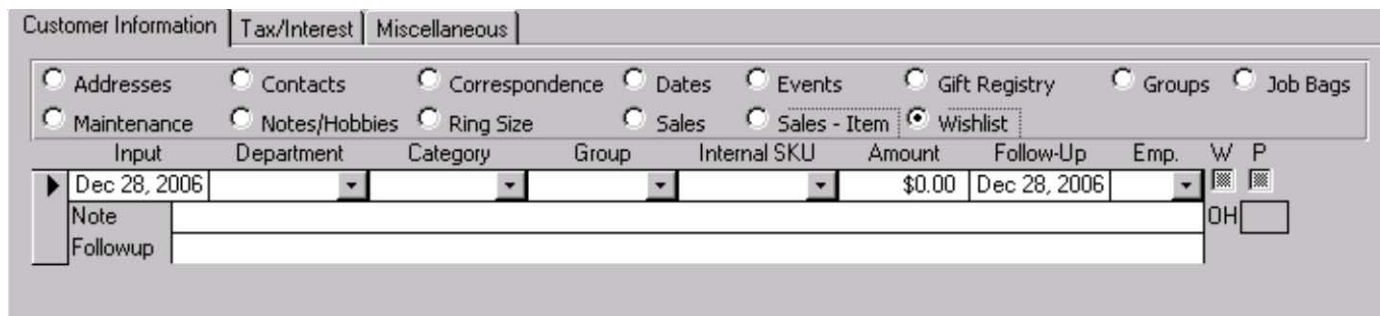 Customer Information Tax/Interest Miscellaneous
Addresses Contacts Correspondence Dates Events Gift Registry Groups Job Bags
Maintenance Notes/Hobbies Ring Size Sales Sales - Item Wishlist
Input Department Category Group Internal SKU Amount Follow-Up Emp. W P
Dec 28, 2006 $0.00 Dec 28, 2006
Note OH
Followup